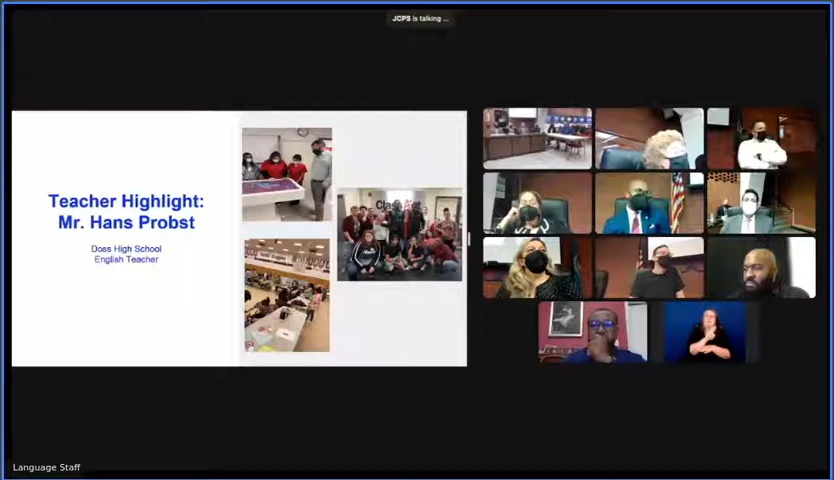 JCPS is talking ...
Teacher Highlight:
Mr. Hans Probst
Doss High School
English Teacher
Language Staff